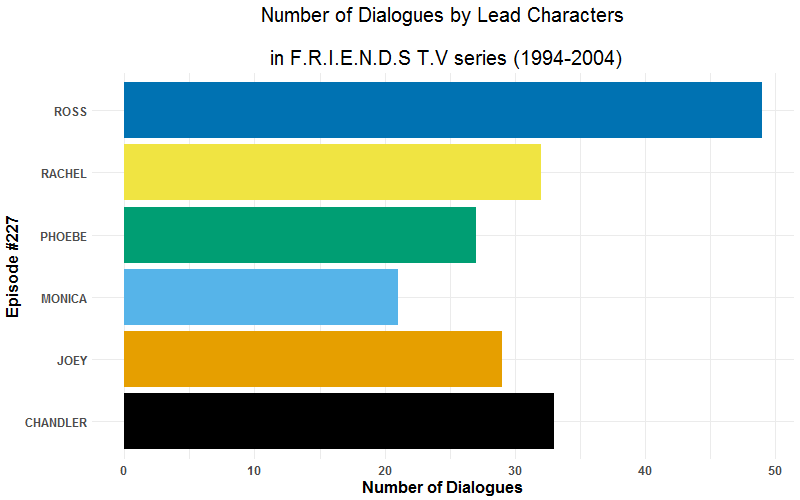 Number of Dialogues by Lead Characters
in F.R.I.E.N.D.S T.V series (1994-2004)
Episode #227
ROSS
RACHEL
PHOEBE
MONICA
JOEY
CHANDLER
0 10 20 30 40 50
Number of Dialogues